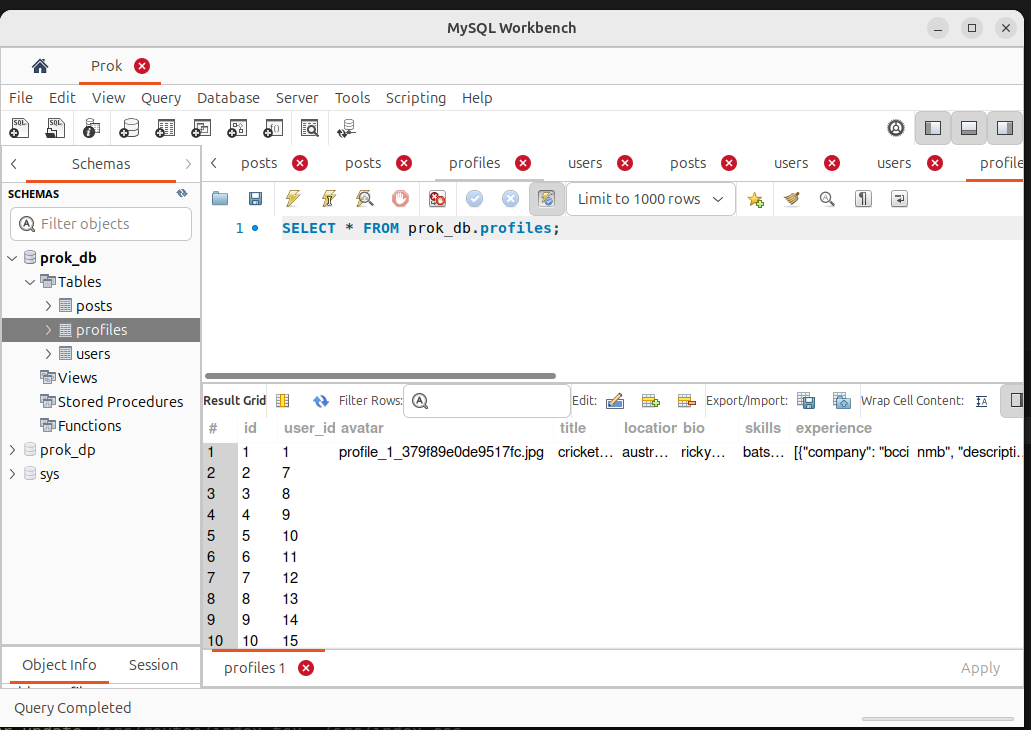 MySQL Workbench
Prok
File Edit View Query Database Server Tools Scripting Help
Schemas
posts posts profiles users posts users users profile
SCHEMAS
Filter objects
Limit to 1000 rows
1 SELECT * FROM prok_db.profiles;
prok_db
Tables
posts
profiles
users
Views
Stored Procedures
Functions
prok_dp
sys
Result Grid Filter Rows: Edit: Export/Import: Wrap Cell Content:
# id user_id avatar title location bio skills experience
1 1 1 profile_1_379f89e0de9517fc.jpg cricket... austr... ricky... bats... [{"company": "bcci nmb", "descripti...
2 2 7
3 3 8
4 4 9
5 5 10
6 6 11
7 7 12
8 8 13
9 9 14
10 10 15
Object Info Session
profiles 1 Apply
Query Completed